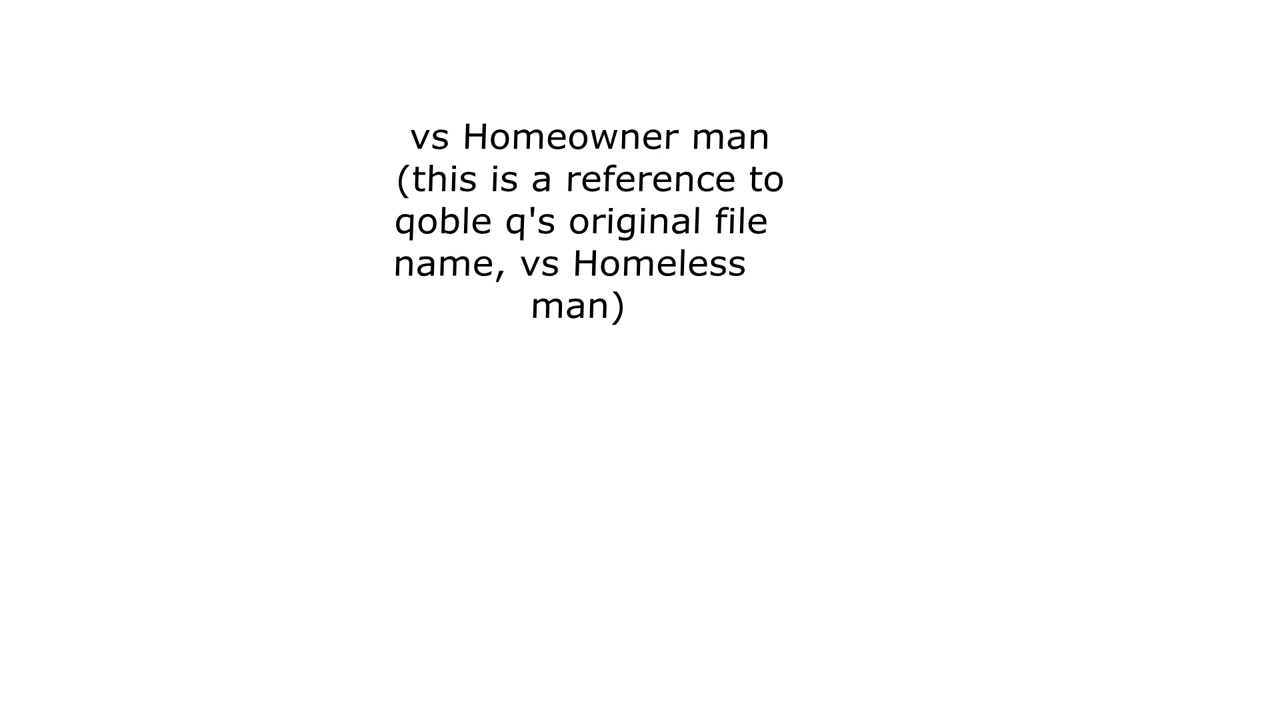 vs Homeowner man
(this is a reference to
qoble q's original file
name, vs Homeless
man)